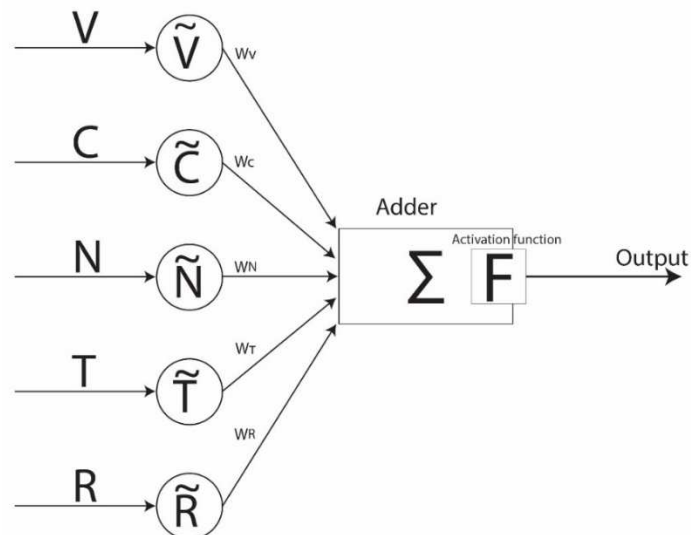 V Ṽ Wv
C C̃ Wc
Adder
N Ñ WN Σ Activation function F Output
T T̃ WT
R R̃ WR